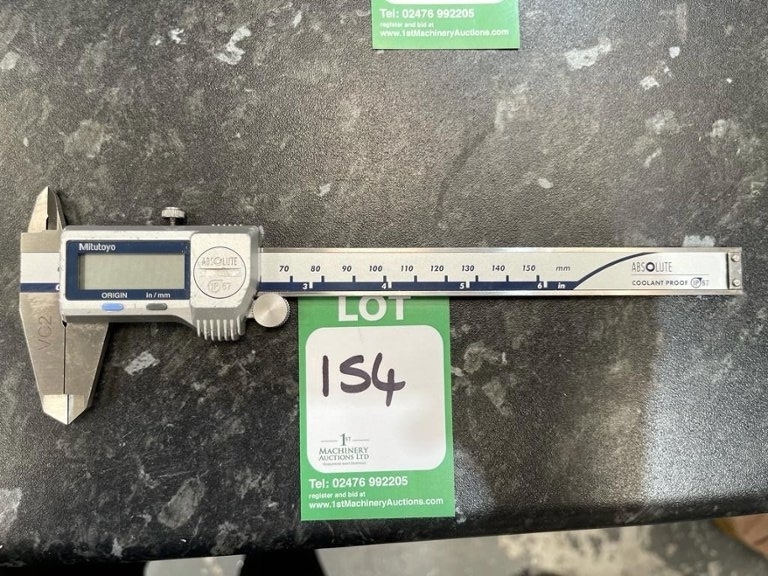 Tel: 02476 992205
register and bid at
www.1stMachineryAuctions.com
Mitutoyo
ABSOLUTE
IP 67
ORIGIN in/mm
70 80 90 100 110 120 130 140 150 mm
3 4 5 6 in
ABSOLUTE
COOLANT PROOF IP67
VC2
LOT
154
1ST
MACHINERY
AUCTIONS LTD
Tel: 02476 992205
register and bid at
www.1stMachineryAuctions.com